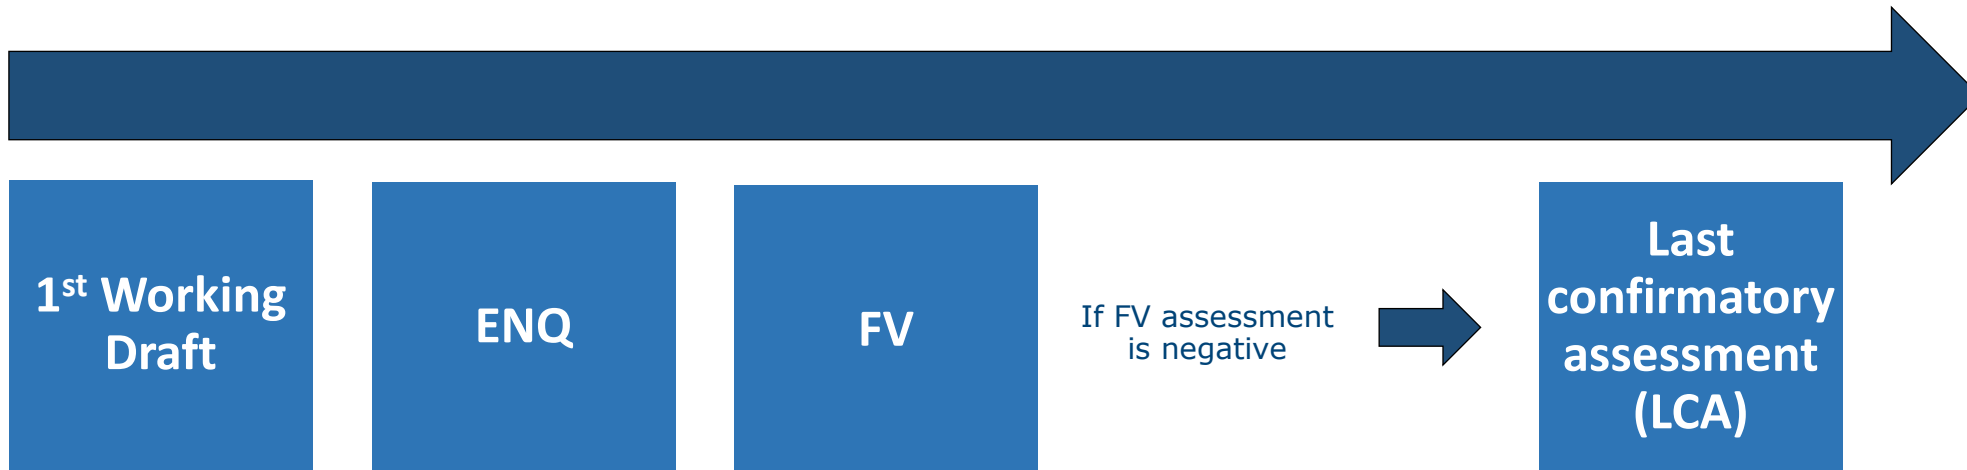 1st Working
Draft
ENQ
FV
If FV assessment
is negative
Last
confirmatory
assessment
(LCA)